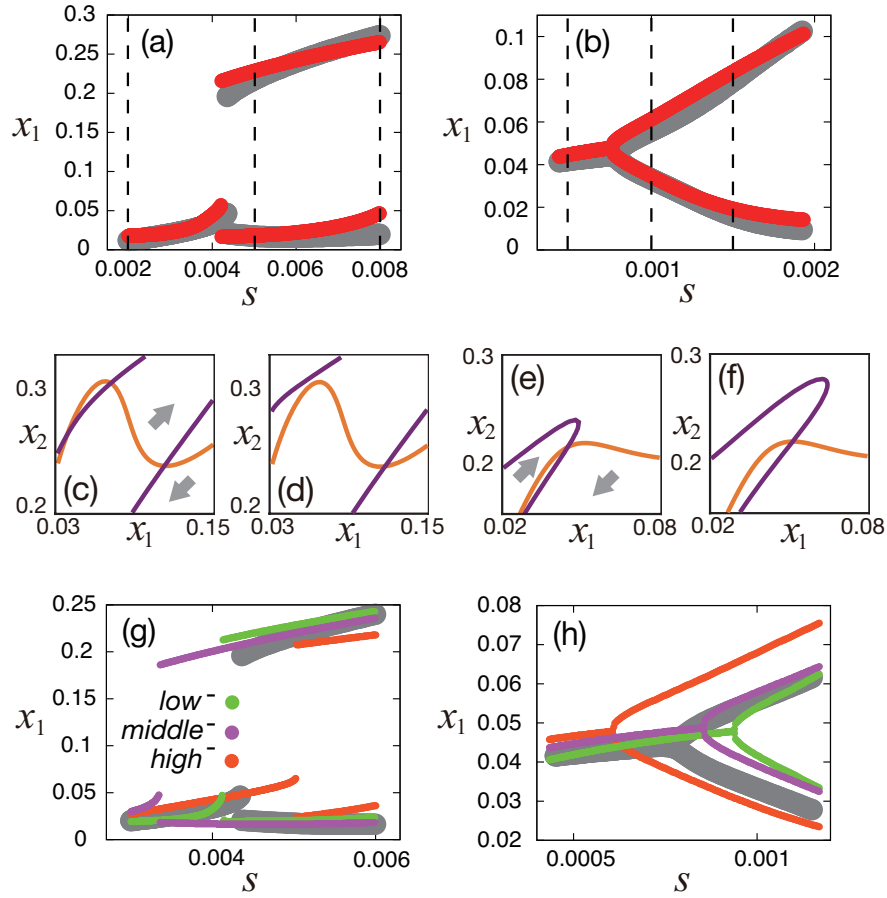 (a)
0.3
0.25
0.2
x1
0.15
0.1
0.05
0
0.002
0.004
0.006
0.008
s
(b)
0.1
0.08
x1
0.06
0.04
0.02
0
0.001
0.002
s
(c)
0.3
x2
0.2
0.03
x1
0.15
(d)
0.3
x2
0.2
0.03
x1
0.15
(e)
0.3
x2
0.2
0.02
x1
0.08
(f)
0.3
x2
0.2
0.02
x1
0.08
(g)
0.25
0.2
0.15
x1
0.1
0.05
0
low-
middle-
high-
0.004
0.006
s
(h)
0.08
0.07
0.06
x1
0.05
0.04
0.03
0.02
0.0005
0.001
s